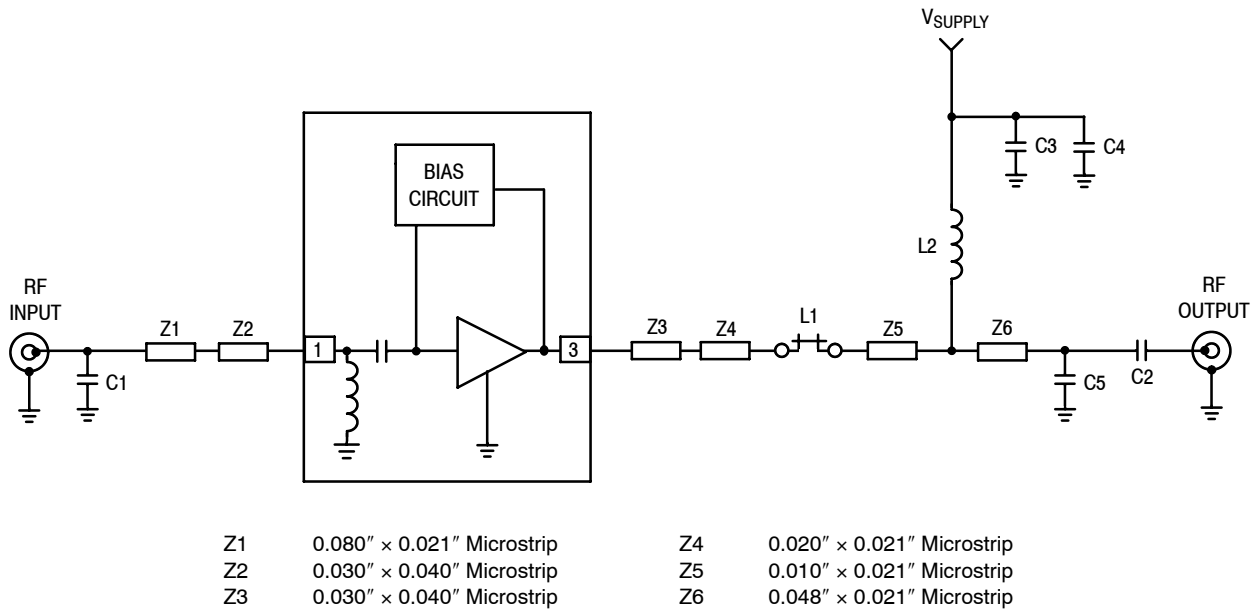 V_SUPPLY
C3
C4
BIAS
CIRCUIT
L2
RF
INPUT
RF
OUTPUT
Z1
Z2
1
3
Z3
Z4
L1
Z5
Z6
C1
C5
C2
Z1 0.080″ × 0.021″ Microstrip
Z2 0.030″ × 0.040″ Microstrip
Z3 0.030″ × 0.040″ Microstrip
Z4 0.020″ × 0.021″ Microstrip
Z5 0.010″ × 0.021″ Microstrip
Z6 0.048″ × 0.021″ Microstrip